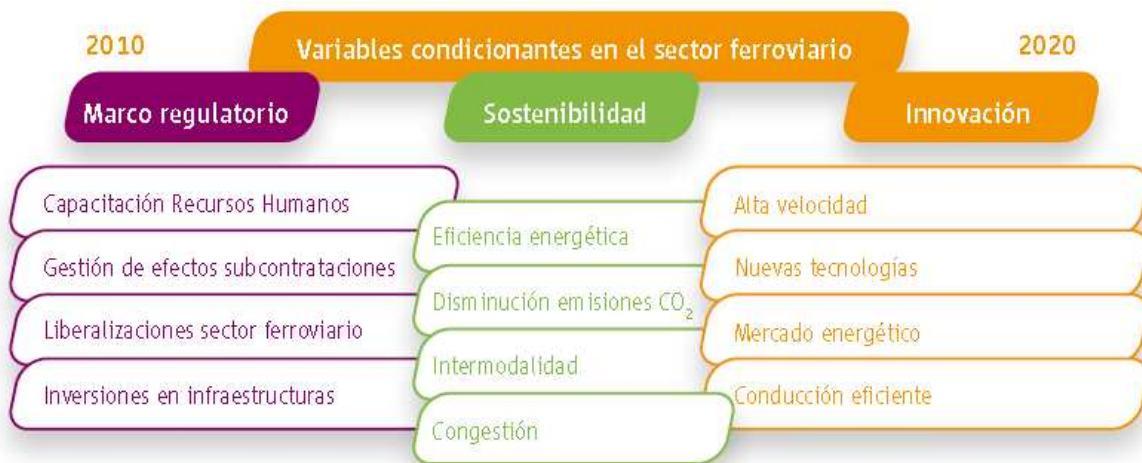 2010
Variables condicionantes en el sector ferroviario
2020
Marco regulatorio
Sostenibilidad
Innovación
Capacitación Recursos Humanos
Gestión de efectos subcontrataciones
Liberalizaciones sector ferroviario
Inversiones en infraestructuras
Eficiencia energética
Disminución emisiones CO₂
Intermodalidad
Congestión
Alta velocidad
Nuevas tecnologías
Mercado energético
Conducción eficiente